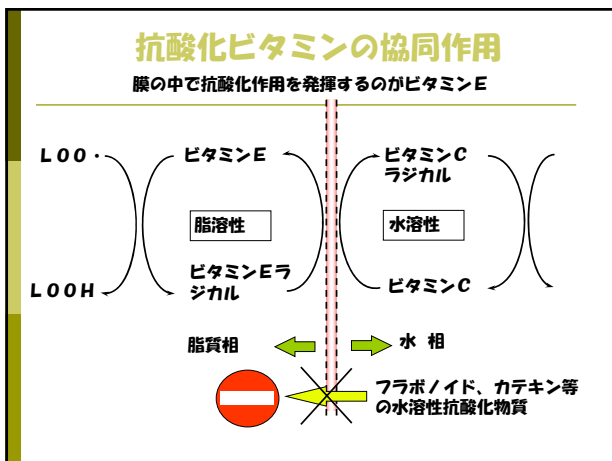 抗酸化ビタミンの協同作用
膜の中で抗酸化作用を発揮するのがビタミンE
LOO・
ビタミンE
ビタミンC
ラジカル
脂溶性
水溶性
LOOH
ビタミンEラ
ジカル
ビタミンC
脂質相
水 相
フラボノイド、カテキン等
の水溶性抗酸化物質